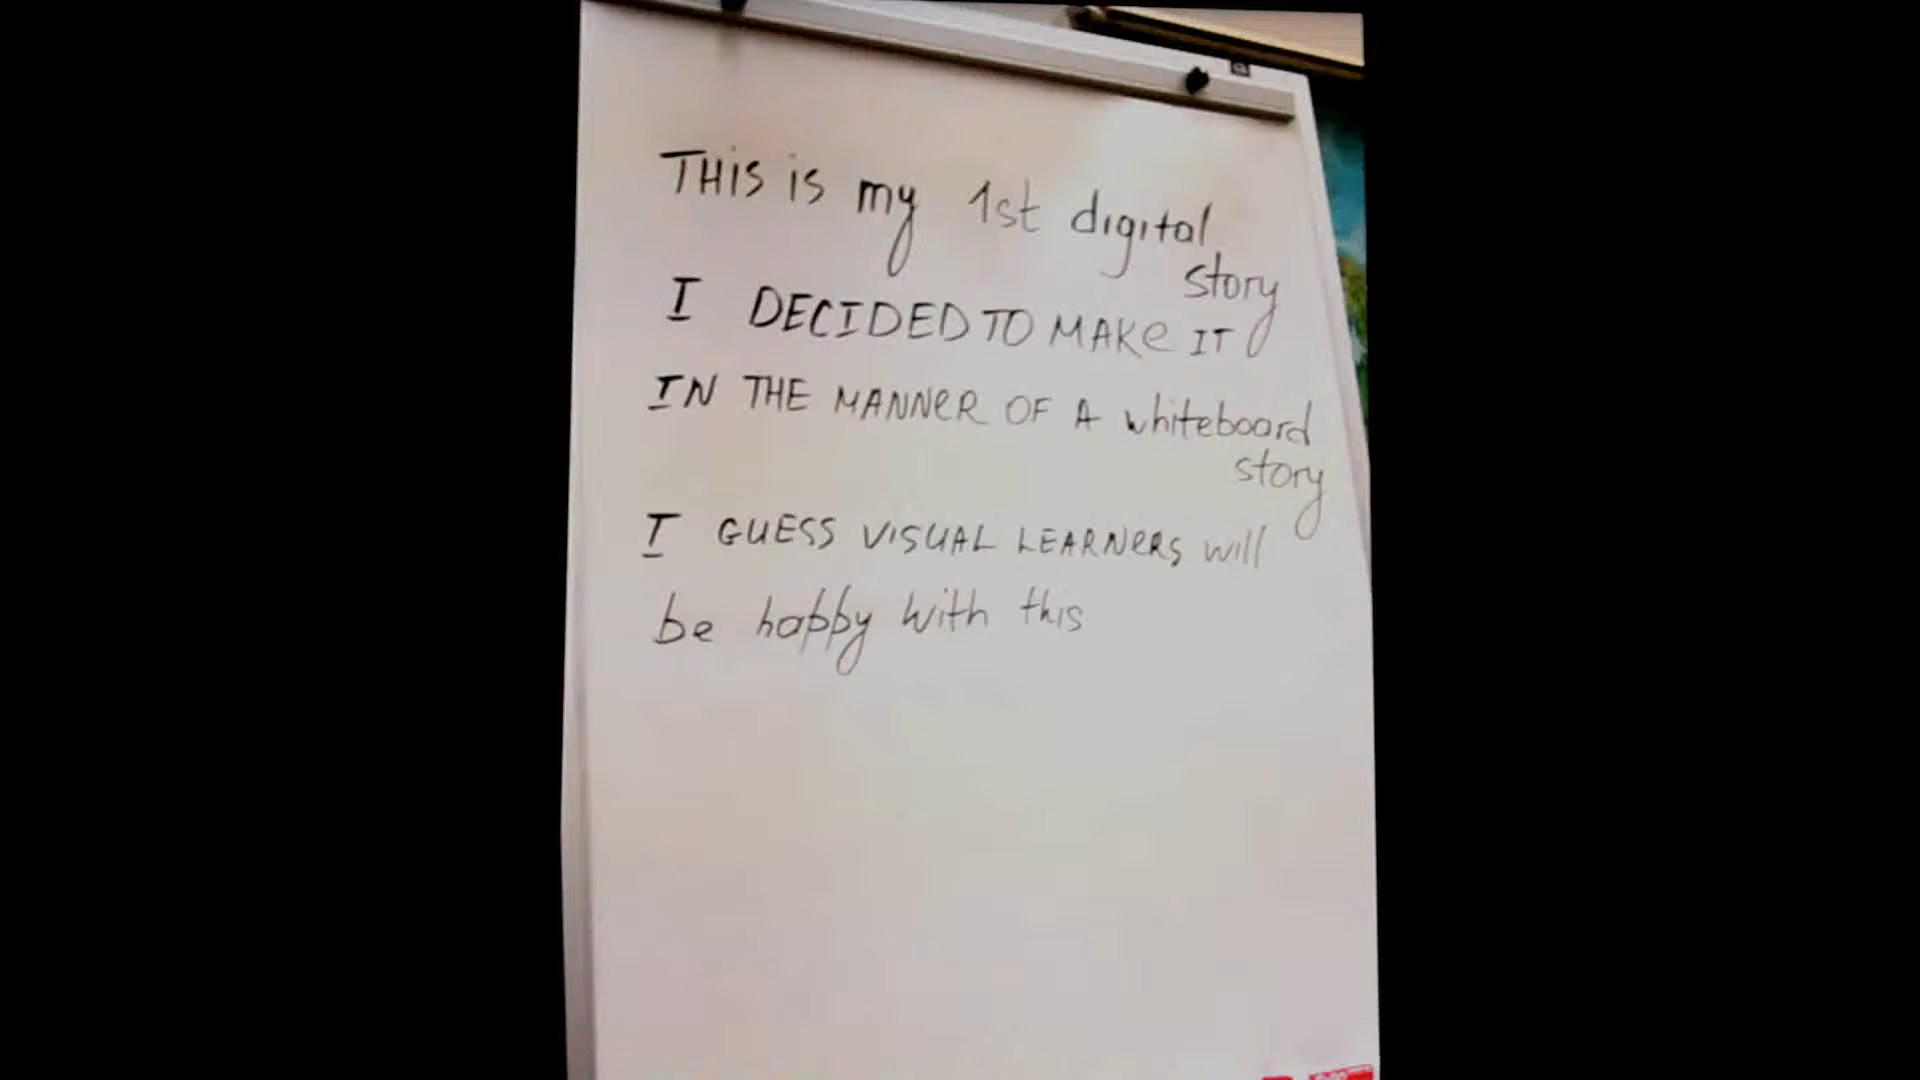 THiS iS my 1st digital
story
I DECIDED TO MAKe IT
IN THE MANNeR OF A whiteboard
story
I GUESS VISUAL LEARNeRS will
be happy with this